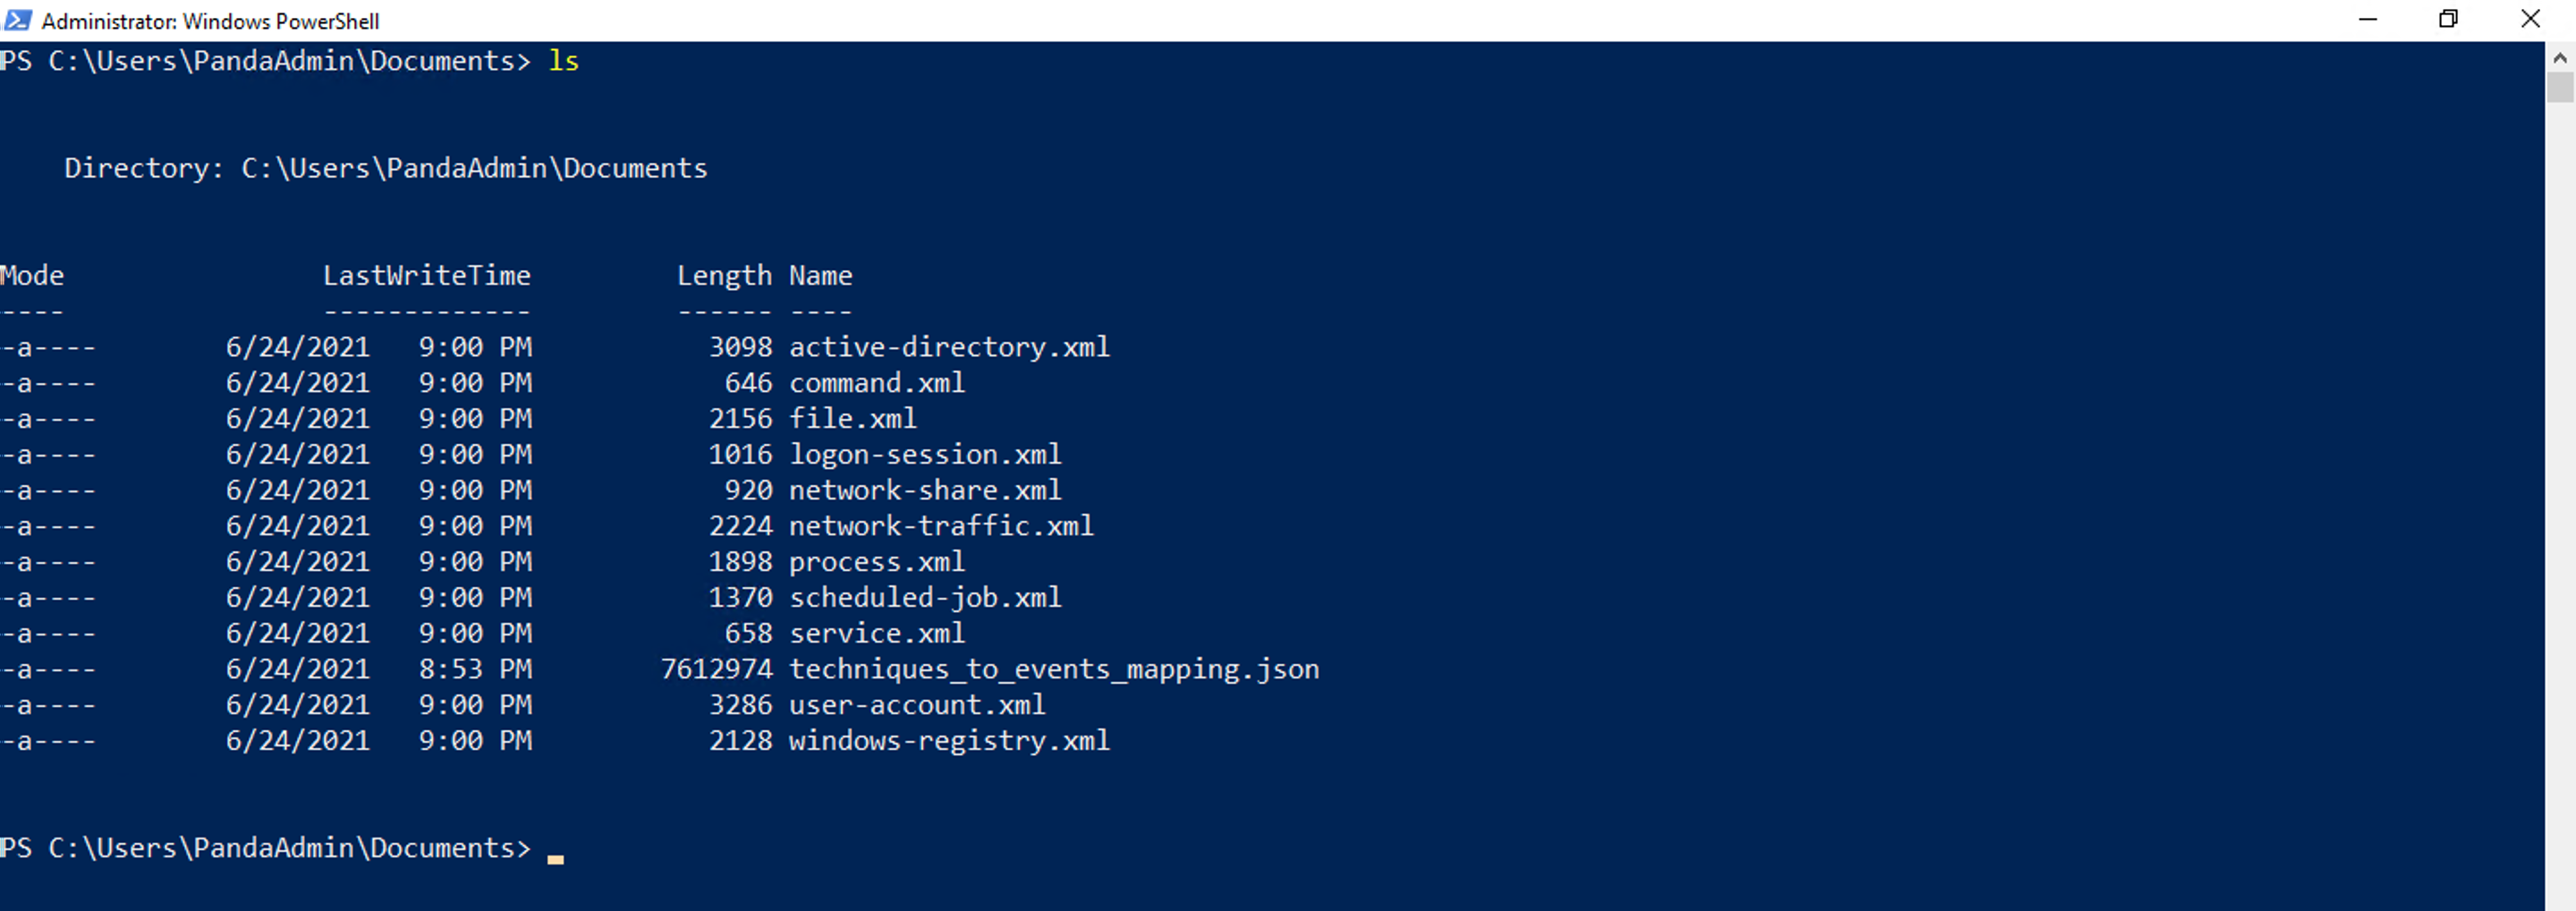 Administrator: Windows PowerShell
PS C:\Users\PandaAdmin\Documents> ls
Directory: C:\Users\PandaAdmin\Documents
Mode LastWriteTime Length Name
---- ------------- ------ ----
-a---- 6/24/2021 9:00 PM 3098 active-directory.xml
-a---- 6/24/2021 9:00 PM 646 command.xml
-a---- 6/24/2021 9:00 PM 2156 file.xml
-a---- 6/24/2021 9:00 PM 1016 logon-session.xml
-a---- 6/24/2021 9:00 PM 920 network-share.xml
-a---- 6/24/2021 9:00 PM 2224 network-traffic.xml
-a---- 6/24/2021 9:00 PM 1898 process.xml
-a---- 6/24/2021 9:00 PM 1370 scheduled-job.xml
-a---- 6/24/2021 9:00 PM 658 service.xml
-a---- 6/24/2021 8:53 PM 7612974 techniques_to_events_mapping.json
-a---- 6/24/2021 9:00 PM 3286 user-account.xml
-a---- 6/24/2021 9:00 PM 2128 windows-registry.xml
PS C:\Users\PandaAdmin\Documents>